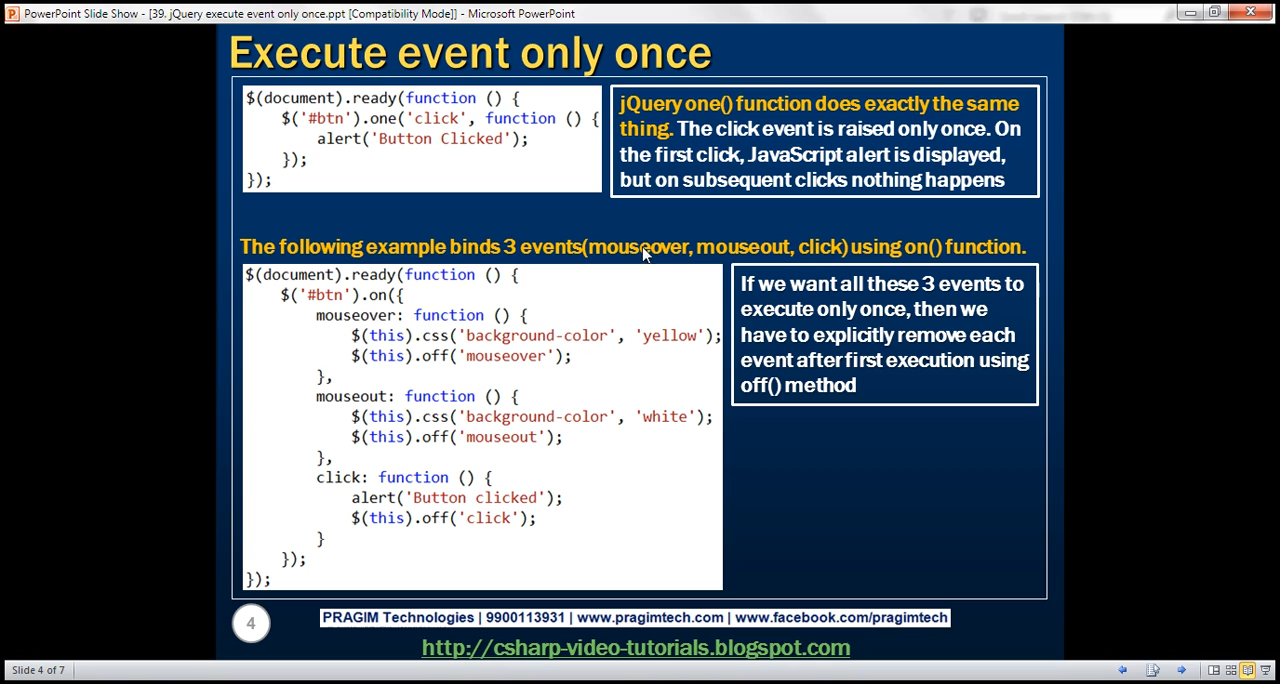 PowerPoint Slide Show - [39. jQuery execute event only once.ppt [Compatibility Mode]] - Microsoft PowerPoint
Execute event only once
$(document).ready(function () {
$('#btn').one('click', function () {
alert('Button Clicked');
});
});
jQuery one() function does exactly the same
thing. The click event is raised only once. On
the first click, JavaScript alert is displayed,
but on subsequent clicks nothing happens
The following example binds 3 events(mouseover, mouseout, click) using on() function.
$(document).ready(function () {
$('#btn').on({
mouseover: function () {
$(this).css('background-color', 'yellow');
$(this).off('mouseover');
},
mouseout: function () {
$(this).css('background-color', 'white');
$(this).off('mouseout');
},
click: function () {
alert('Button clicked');
$(this).off('click');
}
});
});
If we want all these 3 events to
execute only once, then we
have to explicitly remove each
event after first execution using
off() method
4
PRAGIM Technologies | 9900113931 | www.pragimtech.com | www.facebook.com/pragimtech
http://csharp-video-tutorials.blogspot.com
Slide 4 of 7